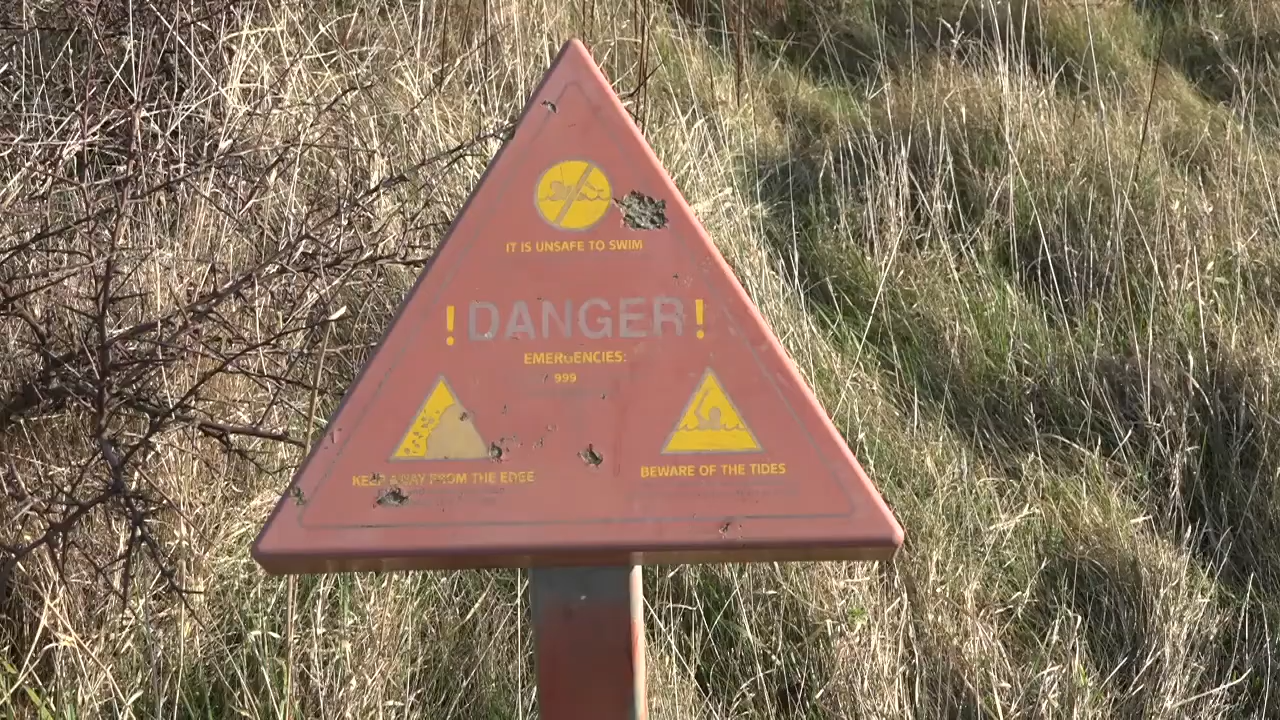 IT IS UNSAFE TO SWIM
! DANGER !
EMERGENCIES:
999
KEEP AWAY FROM THE EDGE
BEWARE OF THE TIDES